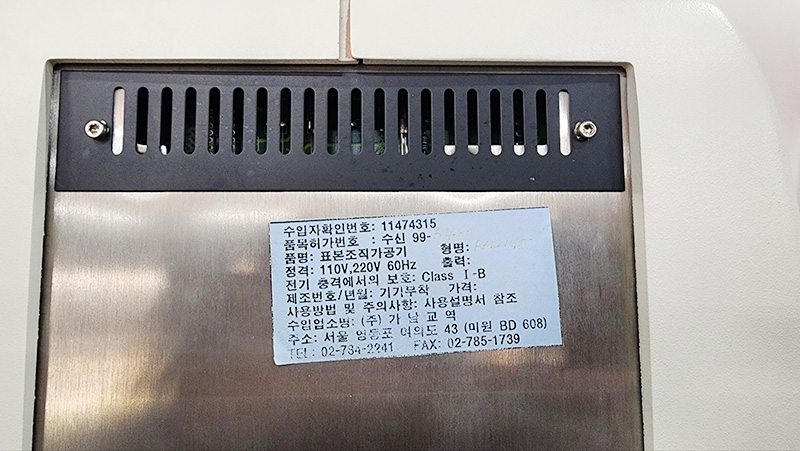 수입자확인번호: 11474315
품목허가번호 : 수신 99-
품명: 표본조직가공기 형명:
정격: 110V,220V 60Hz 출력:
전기 충격에서의 보호: Class I-B
제조번호/년월: 기기부착 가격:
사용방법 및 주의사항: 사용설명서 참조
수입업소명: (주) 가 남 교 역
주소: 서울 영등포 여의도 43 (미원 BD 608)
TEL: 02-784-2241 FAX: 02-785-1739